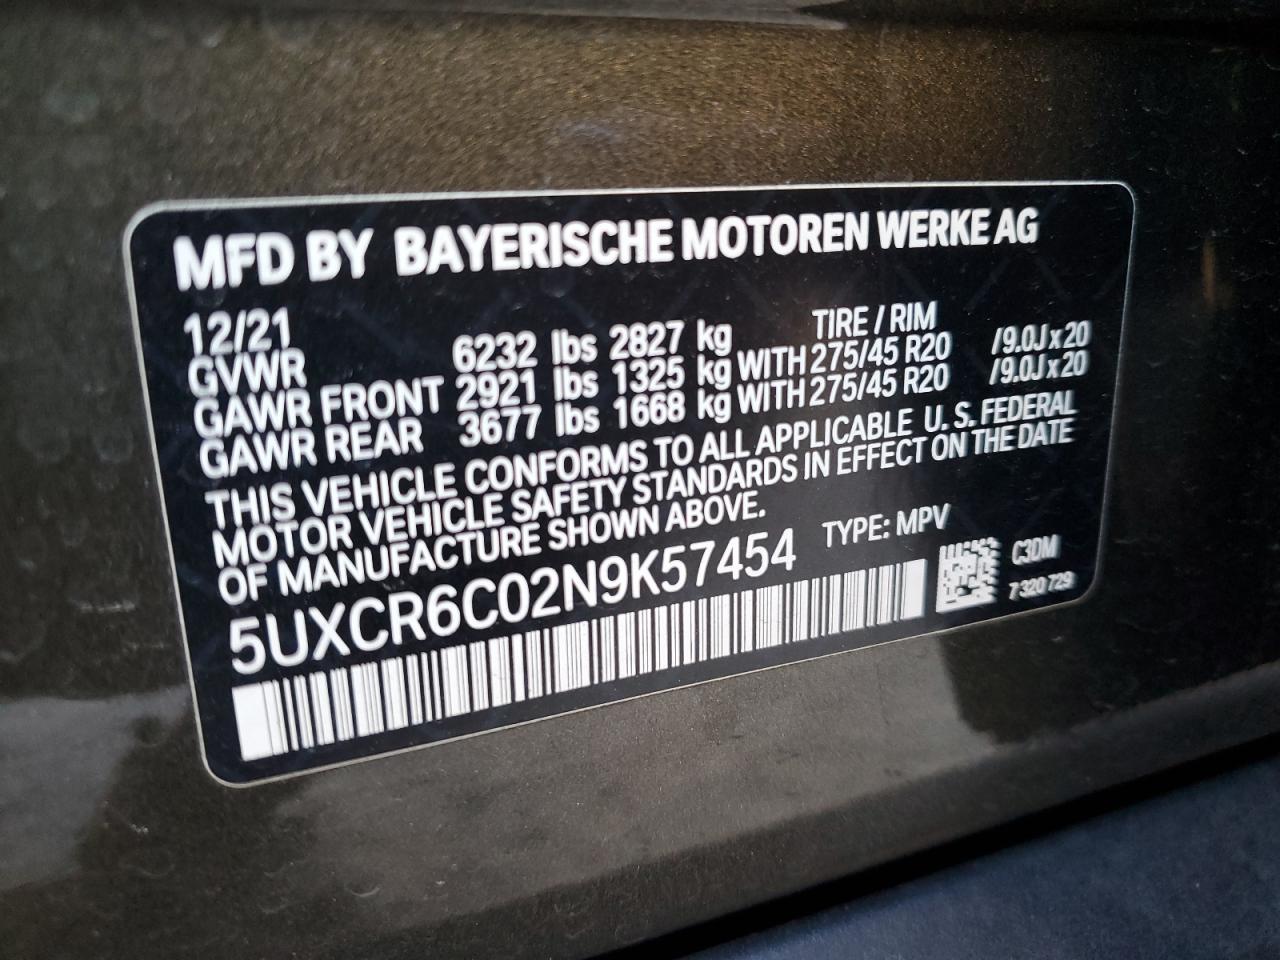 MFD BY BAYERISCHE MOTOREN WERKE AG
12/21 TIRE / RIM
GVWR 6232 lbs 2827 kg
GAWR FRONT 2921 lbs 1325 kg WITH 275/45 R20 /9.0J x 20
GAWR REAR 3677 lbs 1668 kg WITH 275/45 R20 /9.0J x 20
THIS VEHICLE CONFORMS TO ALL APPLICABLE U. S. FEDERAL
MOTOR VEHICLE SAFETY STANDARDS IN EFFECT ON THE DATE
OF MANUFACTURE SHOWN ABOVE.
5UXCR6C02N9K57454 TYPE: MPV
C3DM
7 320 729